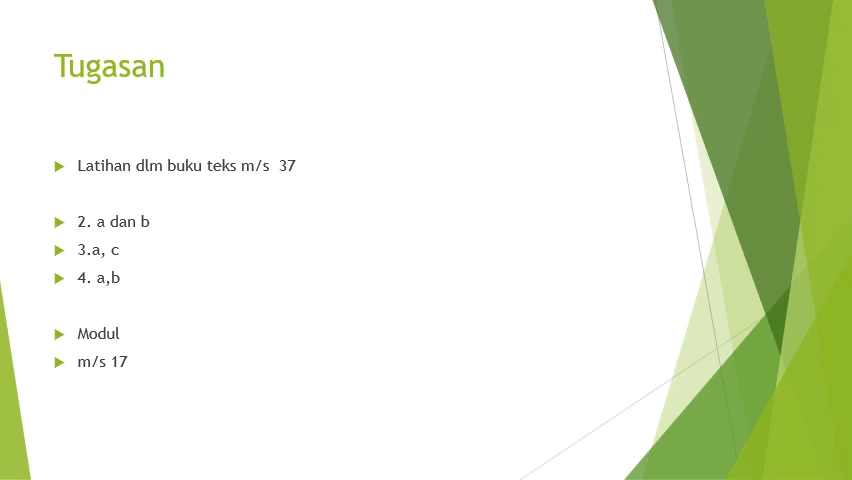 Tugasan
Latihan dlm buku teks m/s  37
2. a dan b
3.a, c
4. a,b
Modul
m/s 17